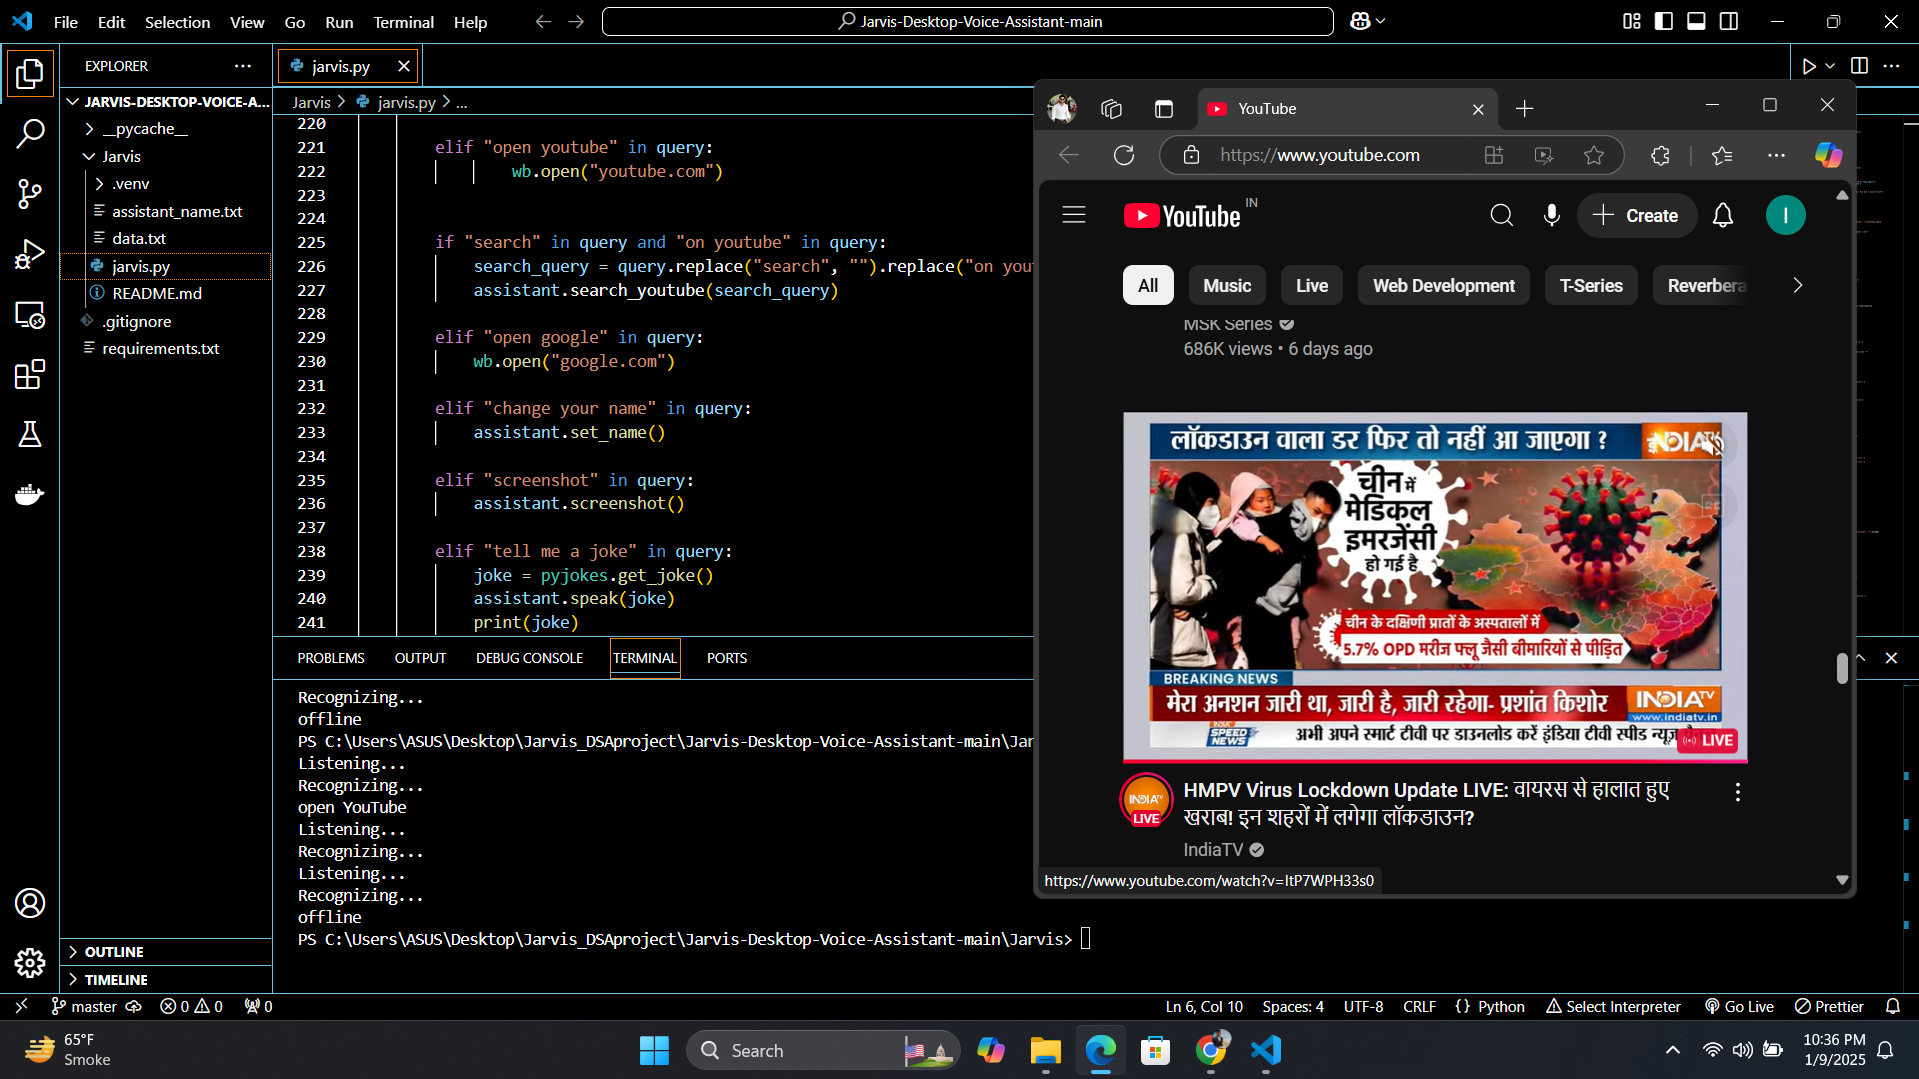 File Edit Selection View Go Run Terminal Help
Jarvis-Desktop-Voice-Assistant-main
EXPLORER
JARVIS-DESKTOP-VOICE-A...
__pycache__
Jarvis
.venv
assistant_name.txt
data.txt
jarvis.py
README.md
.gitignore
requirements.txt
OUTLINE
TIMELINE
jarvis.py
Jarvis > jarvis.py > ...
220
221 elif "open youtube" in query:
222 wb.open("youtube.com")
223
224
225 if "search" in query and "on youtube" in query:
226 search_query = query.replace("search", "").replace("on you
227 assistant.search_youtube(search_query)
228
229 elif "open google" in query:
230 wb.open("google.com")
231
232 elif "change your name" in query:
233 assistant.set_name()
234
235 elif "screenshot" in query:
236 assistant.screenshot()
237
238 elif "tell me a joke" in query:
239 joke = pyjokes.get_joke()
240 assistant.speak(joke)
241 print(joke)
PROBLEMS OUTPUT DEBUG CONSOLE TERMINAL PORTS
Recognizing...
offline
PS C:\Users\ASUS\Desktop\Jarvis_DSAproject\Jarvis-Desktop-Voice-Assistant-main\Jar
Listening...
Recognizing...
open YouTube
Listening...
Recognizing...
Listening...
Recognizing...
offline
PS C:\Users\ASUS\Desktop\Jarvis_DSAproject\Jarvis-Desktop-Voice-Assistant-main\Jarvis>
YouTube
https://www.youtube.com
YouTube IN
Create
I
All Music Live Web Development T-Series Reverbera
MSK Series
686K views • 6 days ago
लॉकडाउन वाला डर फिर तो नहीं आ जाएगा ?
INDIA TV
चीन में
मेडिकल
इमरजेंसी
हो गई है
चीन के दक्षिणी प्रातों के अस्पतालों में
5.7% OPD मरीज फ्लू जैसी बीमारियों से पीड़ित
BREAKING NEWS
मेरा अनशन जारी था, जारी है, जारी रहेगा- प्रशांत किशोर
INDIA TV
www.indiatv.in
INDIA TV
SPEED NEWS
अभी अपने स्मार्ट टीवी पर डाउनलोड करें इंडिया टीवी स्पीड न्यूज़
LIVE
INDIA TV
LIVE
HMPV Virus Lockdown Update LIVE: वायरस से हालात हुए
खराब! इन शहरों में लगेगा लॉकडाउन?
IndiaTV
https://www.youtube.com/watch?v=ItP7WPH33s0
master 0 0 0
Ln 6, Col 10 Spaces: 4 UTF-8 CRLF {} Python Select Interpreter Go Live Prettier
65°F
Smoke
Search
10:36 PM
1/9/2025